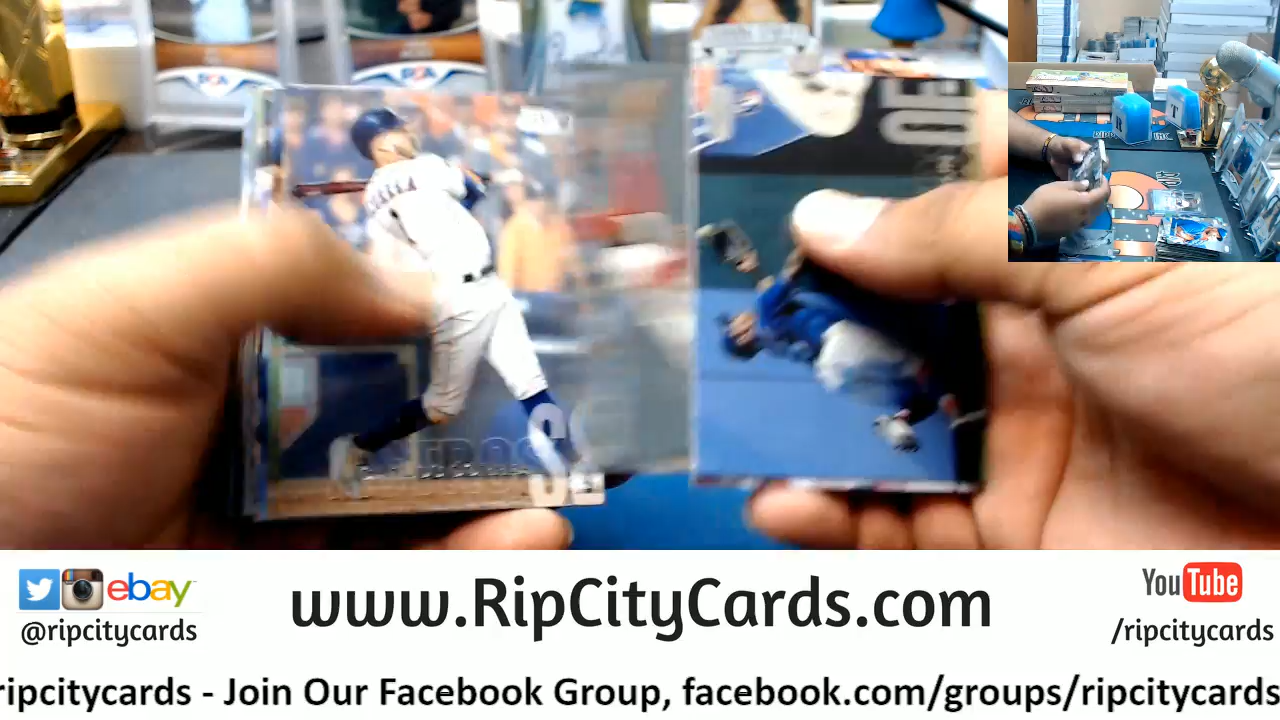 ebay
@ripcitycards
www.RipCityCards.com
YouTube
/ripcitycards
ripcitycards - Join Our Facebook Group, facebook.com/groups/ripcitycards